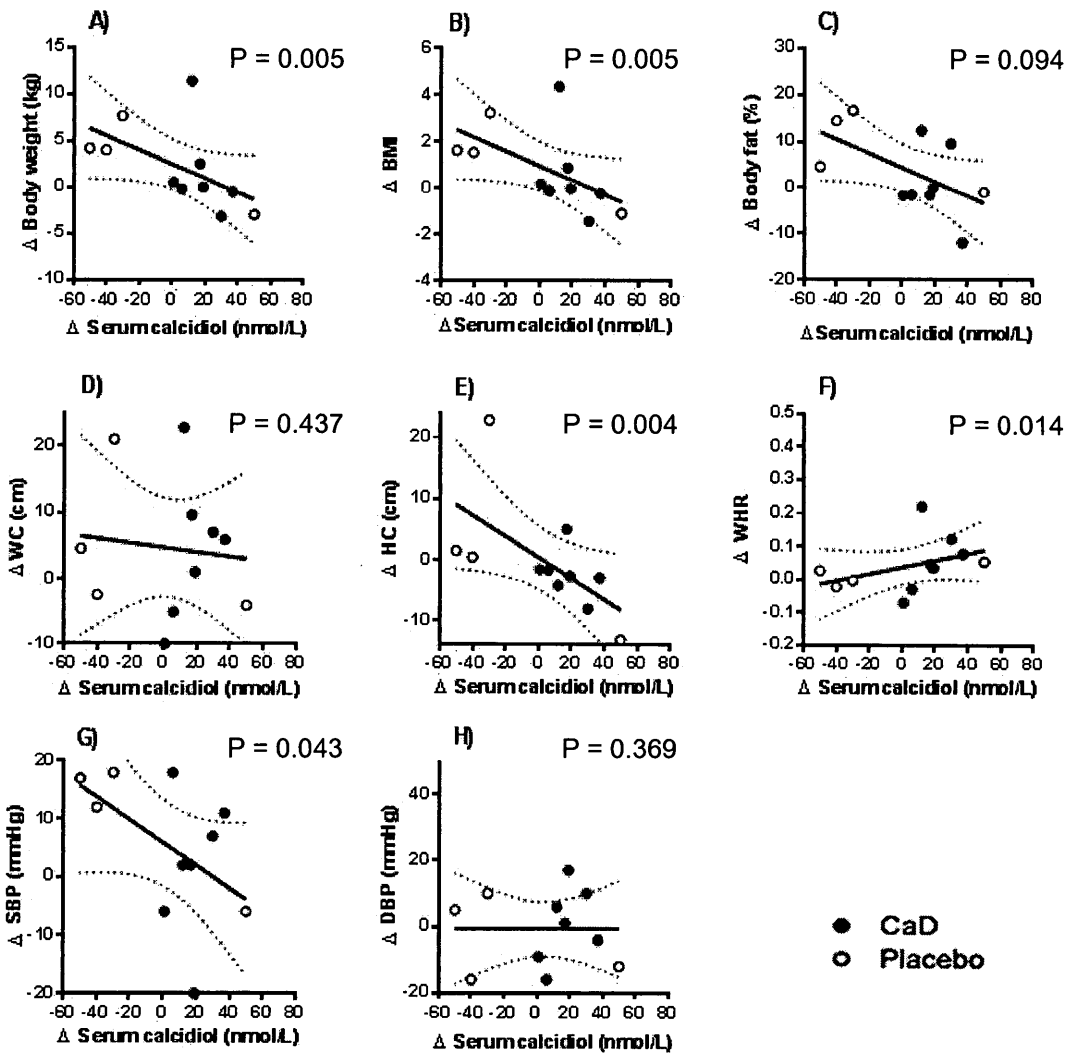 A)
P = 0.005
15
10
5
0
-5
-10
Δ Body weight (kg)
-60 -40 -20 0 20 40 60 80
Δ Serum calcidiol (nmol/L)
B)
P = 0.005
6
4
2
0
-2
-4
Δ BMI
-60 -40 -20 0 20 40 60 80
Δ Serum calcidiol (nmol/L)
C)
P = 0.094
30
20
10
0
-10
-20
Δ Body fat (%)
-60 -40 -20 0 20 40 60 80
Δ Serum calcidiol (nmol/L)
D)
P = 0.437
20
10
0
-10
Δ WC (cm)
-60 -40 -20 0 20 40 60 80
Δ Serum calcidiol (nmol/L)
E)
P = 0.004
20
10
0
-10
Δ HC (cm)
-60 -40 -20 0 20 40 60 80
Δ Serum calcidiol (nmol/L)
F)
P = 0.014
0.5
0.4
0.3
0.2
0.1
0.0
-0.1
-0.2
Δ WHR
-60 -40 -20 0 20 40 60 80
Δ Serum calcidiol (nmol/L)
G)
P = 0.043
20
10
0
-10
-20
Δ SBP (mmHg)
-60 -40 -20 0 20 40 60 80
Δ Serum calcidiol (nmol/L)
H)
P = 0.369
40
20
0
-20
Δ DBP (mmHg)
-60 -40 -20 0 20 40 60 80
Δ Serum calcidiol (nmol/L)
CaD
Placebo